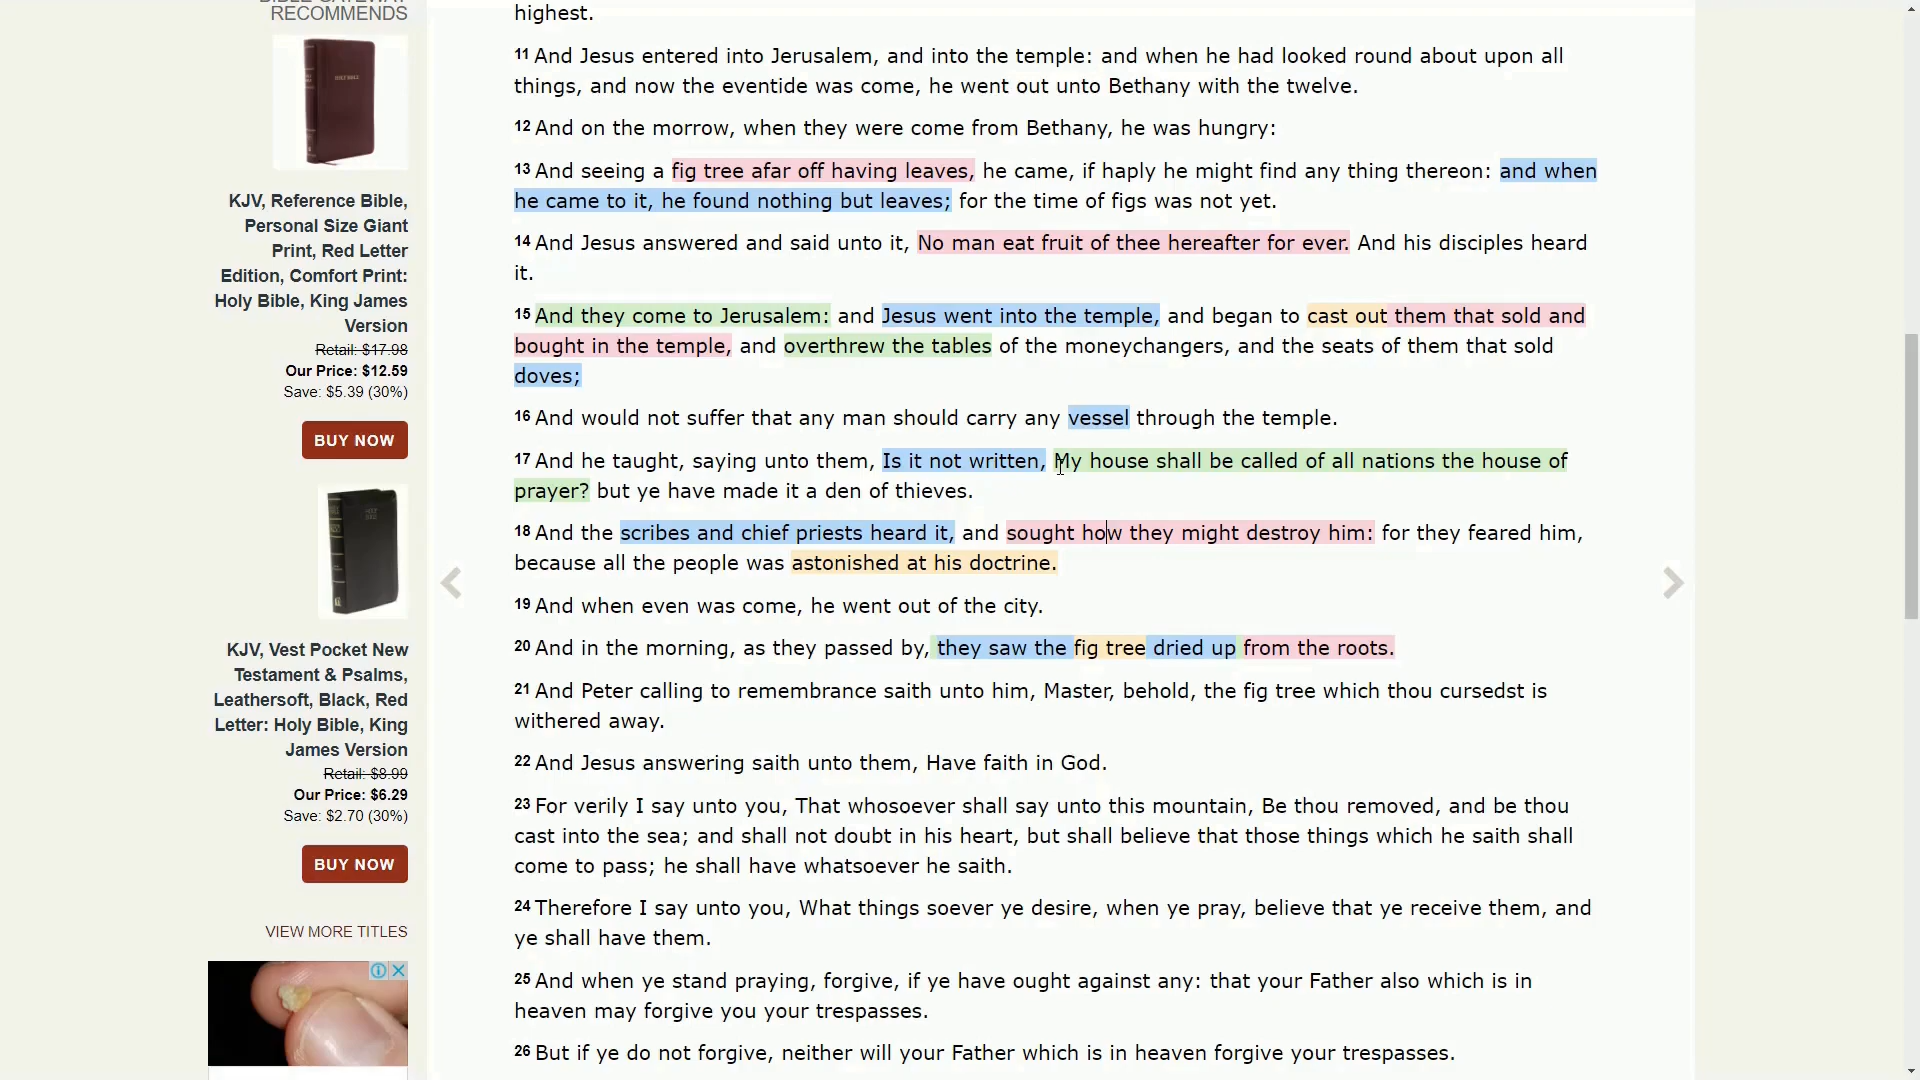 RECOMMENDS
KJV, Reference Bible,
Personal Size Giant
Print, Red Letter
Edition, Comfort Print:
Holy Bible, King James
Version
Retail: $17.98
Our Price: $12.59
Save: $5.39 (30%)
BUY NOW
KJV, Vest Pocket New
Testament & Psalms,
Leathersoft, Black, Red
Letter: Holy Bible, King
James Version
Retail: $8.99
Our Price: $6.29
Save: $2.70 (30%)
BUY NOW
VIEW MORE TITLES
highest.
11 And Jesus entered into Jerusalem, and into the temple: and when he had looked round about upon all
things, and now the eventide was come, he went out unto Bethany with the twelve.
12 And on the morrow, when they were come from Bethany, he was hungry:
13 And seeing a fig tree afar off having leaves, he came, if haply he might find any thing thereon: and when
he came to it, he found nothing but leaves; for the time of figs was not yet.
14 And Jesus answered and said unto it, No man eat fruit of thee hereafter for ever. And his disciples heard
it.
15 And they come to Jerusalem: and Jesus went into the temple, and began to cast out them that sold and
bought in the temple, and overthrew the tables of the moneychangers, and the seats of them that sold
doves;
16 And would not suffer that any man should carry any vessel through the temple.
17 And he taught, saying unto them, Is it not written, My house shall be called of all nations the house of
prayer? but ye have made it a den of thieves.
18 And the scribes and chief priests heard it, and sought how they might destroy him: for they feared him,
because all the people was astonished at his doctrine.
19 And when even was come, he went out of the city.
20 And in the morning, as they passed by, they saw the fig tree dried up from the roots.
21 And Peter calling to remembrance saith unto him, Master, behold, the fig tree which thou cursedst is
withered away.
22 And Jesus answering saith unto them, Have faith in God.
23 For verily I say unto you, That whosoever shall say unto this mountain, Be thou removed, and be thou
cast into the sea; and shall not doubt in his heart, but shall believe that those things which he saith shall
come to pass; he shall have whatsoever he saith.
24 Therefore I say unto you, What things soever ye desire, when ye pray, believe that ye receive them, and
ye shall have them.
25 And when ye stand praying, forgive, if ye have ought against any: that your Father also which is in
heaven may forgive you your trespasses.
26 But if ye do not forgive, neither will your Father which is in heaven forgive your trespasses.